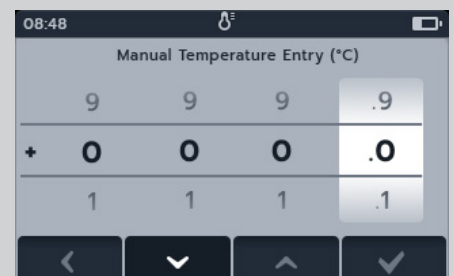 08:48
Manual Temperature Entry (°C)
9 9 9 .9
+ 0 0 0 .0
1 1 1 .1